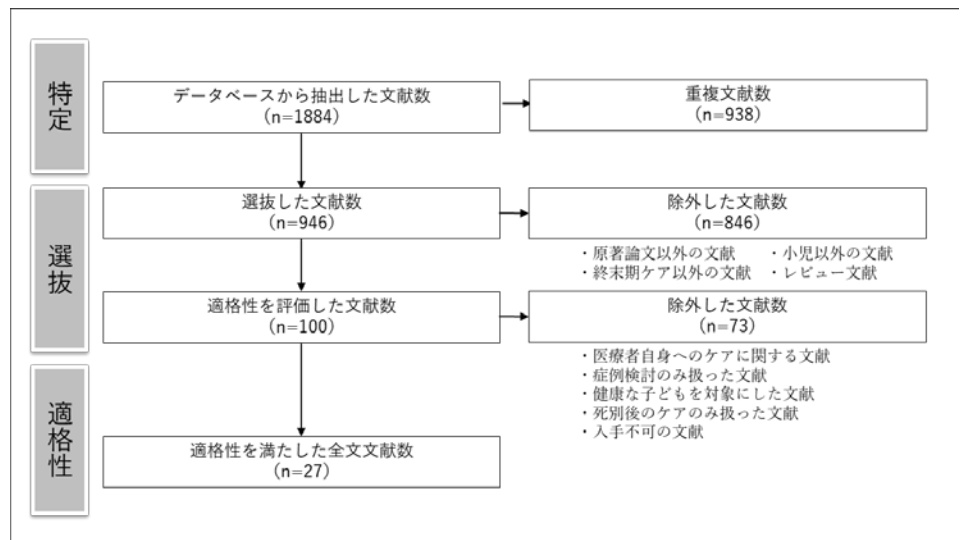 特定
データベースから抽出した文献数
(n=1884)
重複文献数
(n=938)
選抜
選抜した文献数
(n=946)
除外した文献数
(n=846)
・原著論文以外の文献 ・小児以外の文献
・終末期ケア以外の文献 ・レビュー文献
適格性を評価した文献数
(n=100)
除外した文献数
(n=73)
・医療者自身へのケアに関する文献
・症例検討のみ扱った文献
・健康な子どもを対象にした文献
・死別後のケアのみ扱った文献
・入手不可の文献
適格性
適格性を満たした全文文献数
(n=27)